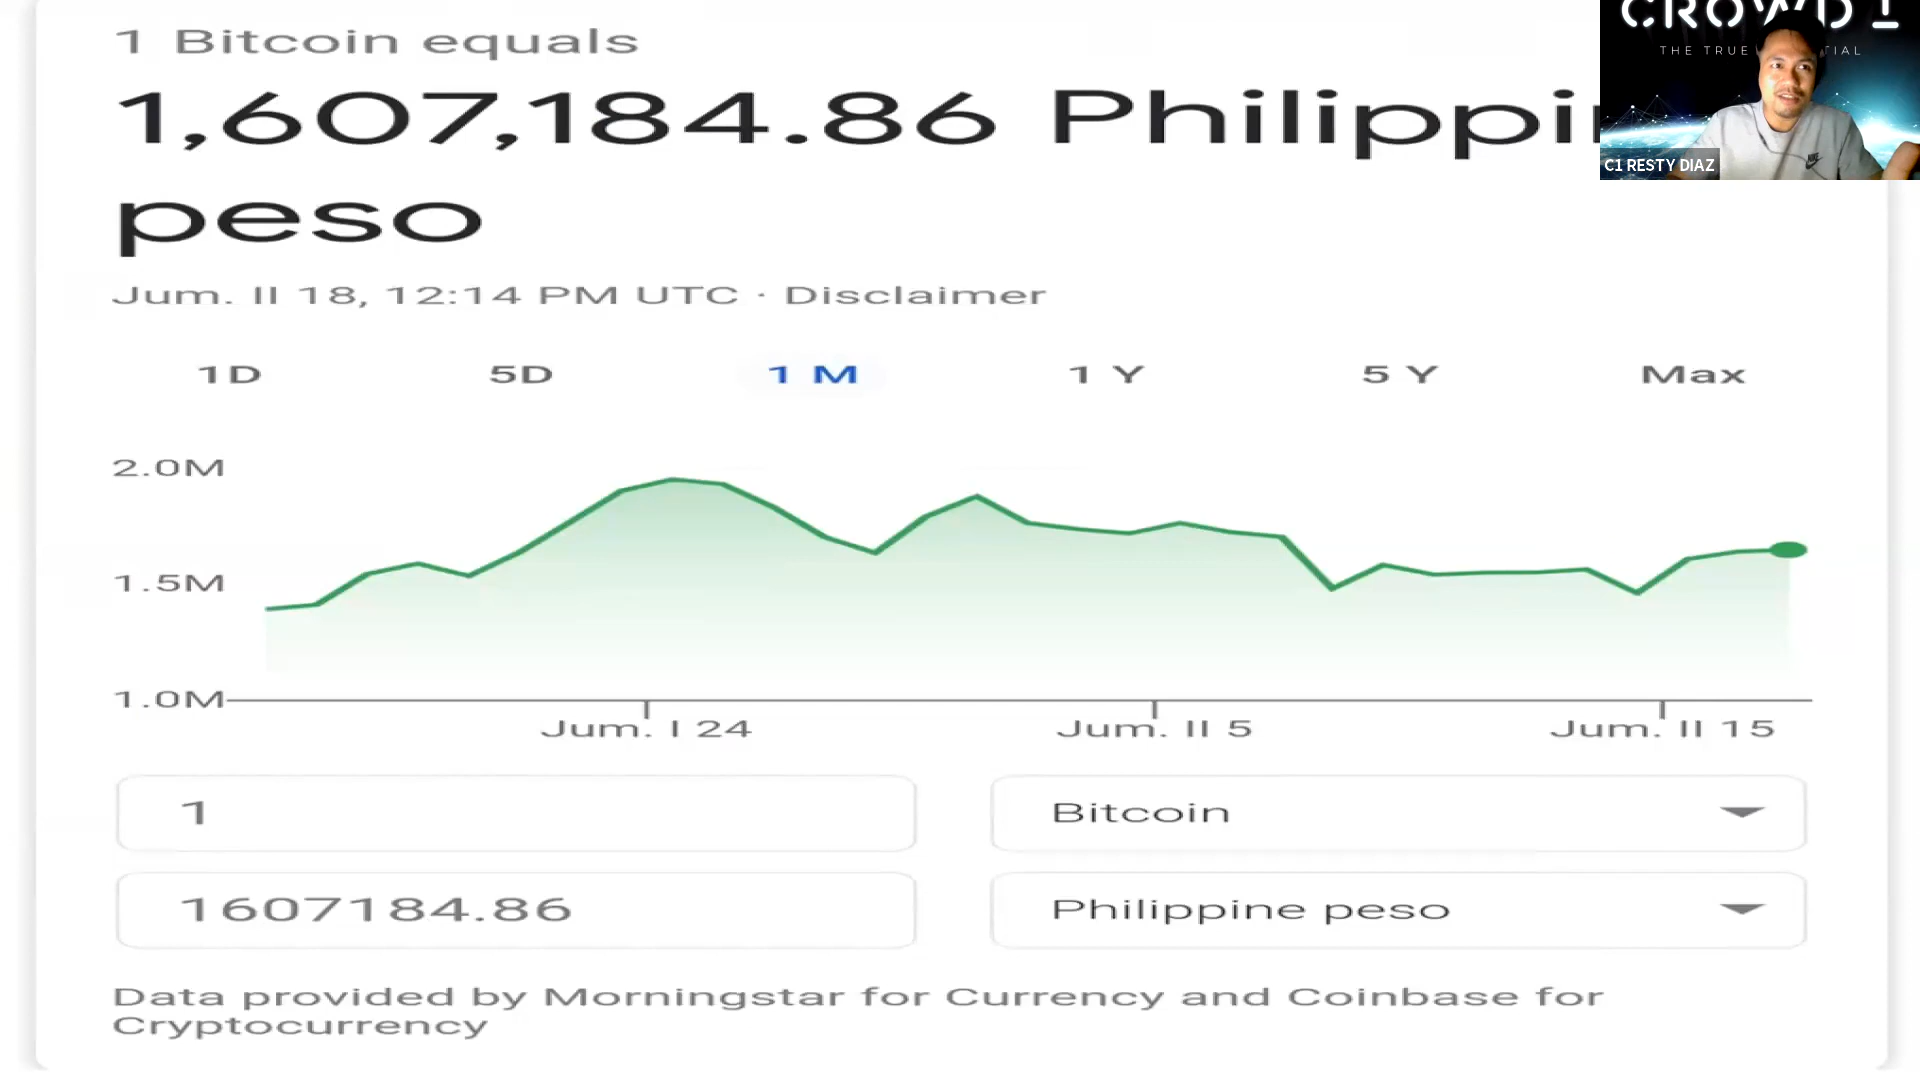 1 Bitcoin equals
1,607,184.86
peso
Jum. II 18, 12:14 PM UTC · Disclaimer
1D 5D 1 M 1 Y 5 Y Max
2.0M
1.5M
1.0M
Jum. I 24 Jum. II 5 Jum. II 15
1 Bitcoin
1607184.86 Philippine peso
Data provided by Morningstar for Currency and Coinbase for
Cryptocurrency
CROWD 1
THE TRUE
C1 RESTY DIAZ